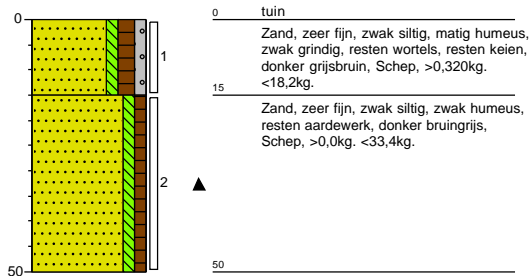 0
50
1
2
0 tuin
Zand, zeer fijn, zwak siltig, matig humeus,
zwak grindig, resten wortels, resten keien,
donker grijsbruin, Schep, >0,320kg.
<18,2kg.
15
Zand, zeer fijn, zwak siltig, zwak humeus,
resten aardewerk, donker bruingrijs,
Schep, >0,0kg. <33,4kg.
50